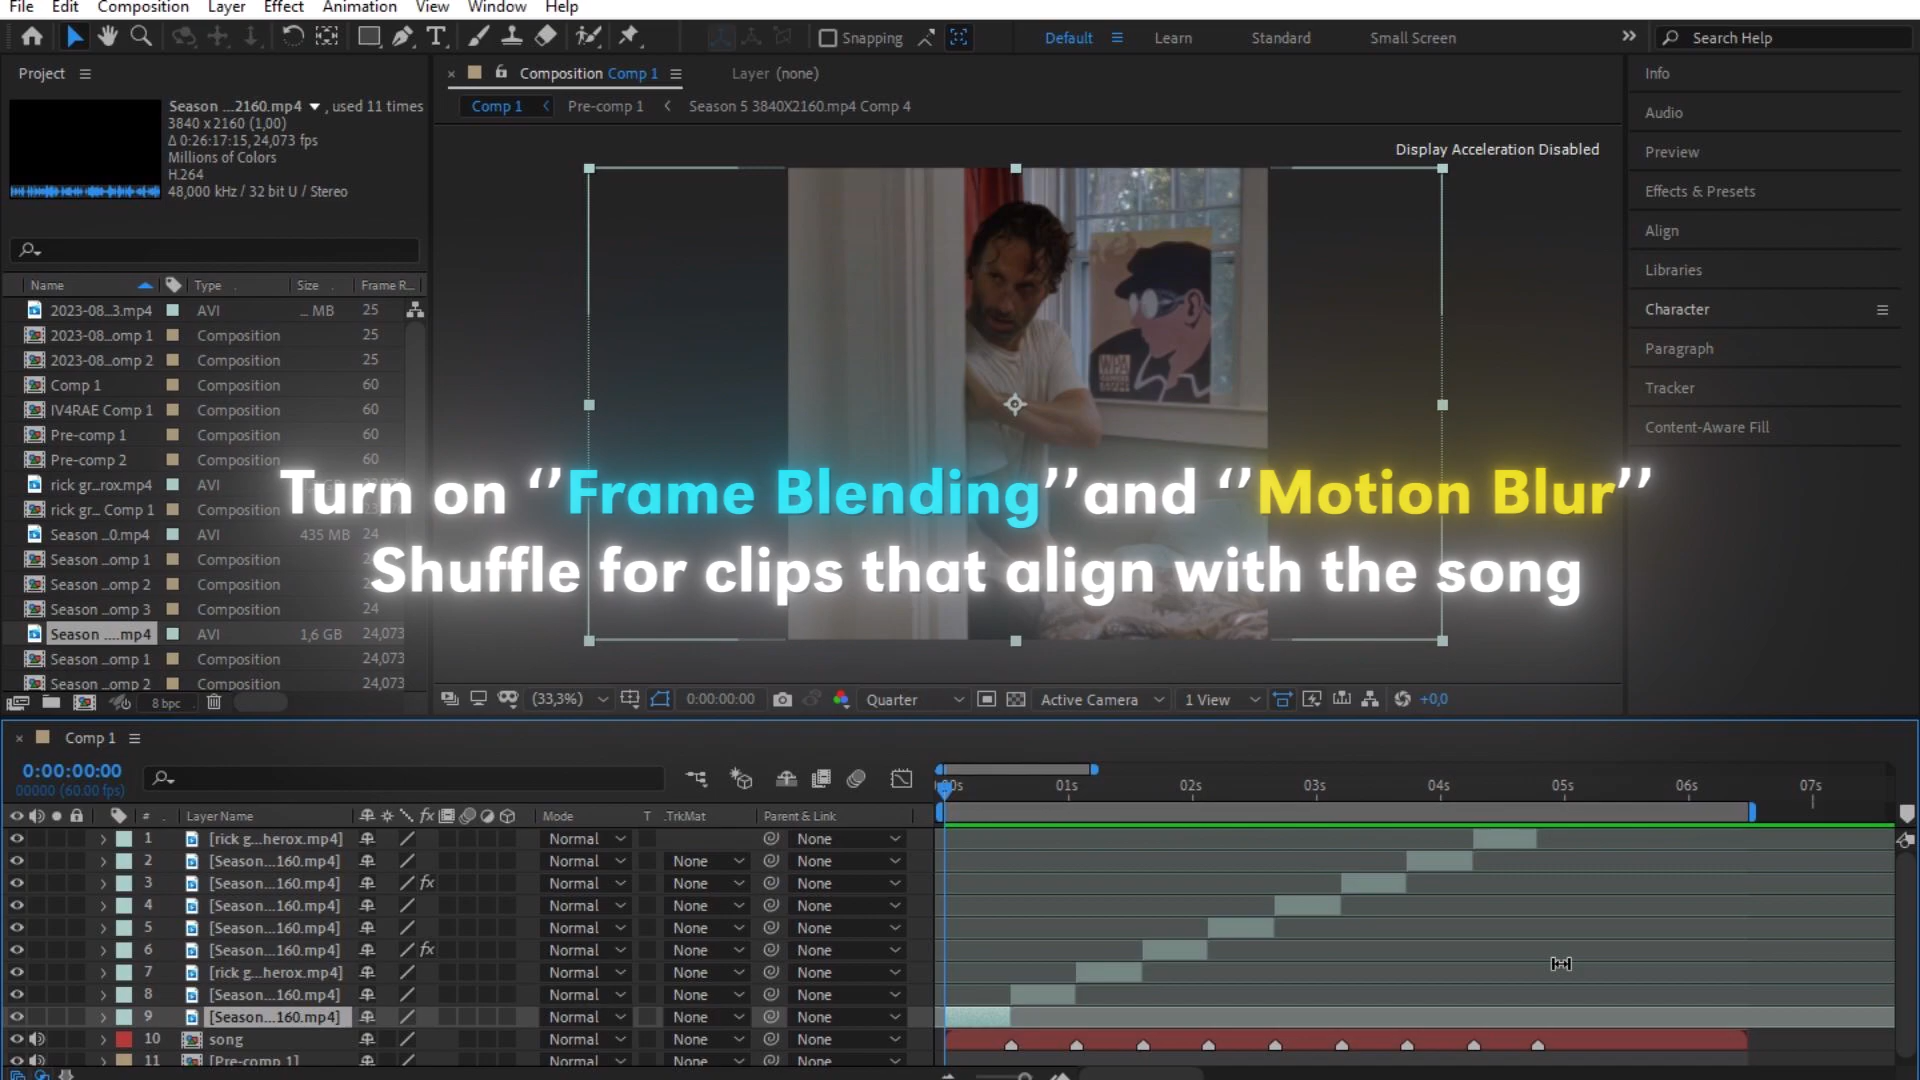 File Edit Composition Layer Effect Animation View Window Help
Snapping
Default Learn Standard Small Screen
Search Help
Project
Composition Comp 1
Layer (none)
Comp 1 Pre-comp 1 Season 5 3840X2160.mp4 Comp 4
Season ...2160.mp4 , used 11 times
3840 x 2160 (1,00)
Δ 0:26:17:15, 24,073 fps
Millions of Colors
H.264
48,000 kHz / 32 bit U / Stereo
Display Acceleration Disabled
WPA
Info
Audio
Preview
Effects & Presets
Align
Libraries
Character
Paragraph
Tracker
Content-Aware Fill
Name Type Size Frame R...
2023-08...3.mp4 AVI ... MB 25
2023-08...omp 1 Composition 25
2023-08...omp 2 Composition 25
Comp 1 Composition 60
IV4RAE Comp 1 Composition 60
Pre-comp 1 Composition 60
Pre-comp 2 Composition 60
rick gr...rox.mp4 AVI
rick gr... Comp 1 Composition
Season ...0.mp4 AVI 435 MB 24
Season ...omp 1 Composition 24
Season ...omp 2 Composition
Season ...omp 3 Composition 24
Season ....mp4 AVI 1,6 GB 24,073
Season ...omp 1 Composition 24,073
Season ...omp 2 Composition 24,073
8 bpc
Turn on ‘‘Frame Blending’’and ‘‘Motion Blur’’
Shuffle for clips that align with the song
(33,3%) 0:00:00:00 Quarter Active Camera 1 View +0,0
Comp 1
0:00:00:00
00000 (60.00 fps)
01s 02s 03s 04s 05s 06s 07s
# Layer Name fx Mode T .TrkMat Parent & Link
1 [rick g...herox.mp4] Normal None
2 [Season...160.mp4] Normal None None
3 [Season...160.mp4] fx Normal None None
4 [Season...160.mp4] Normal None None
5 [Season...160.mp4] Normal None None
6 [Season...160.mp4] fx Normal None None
7 [rick g...herox.mp4] Normal None None
8 [Season...160.mp4] Normal None None
9 [Season...160.mp4] Normal None None
10 song Normal None None
11 [Pre-comp 1] Normal None None